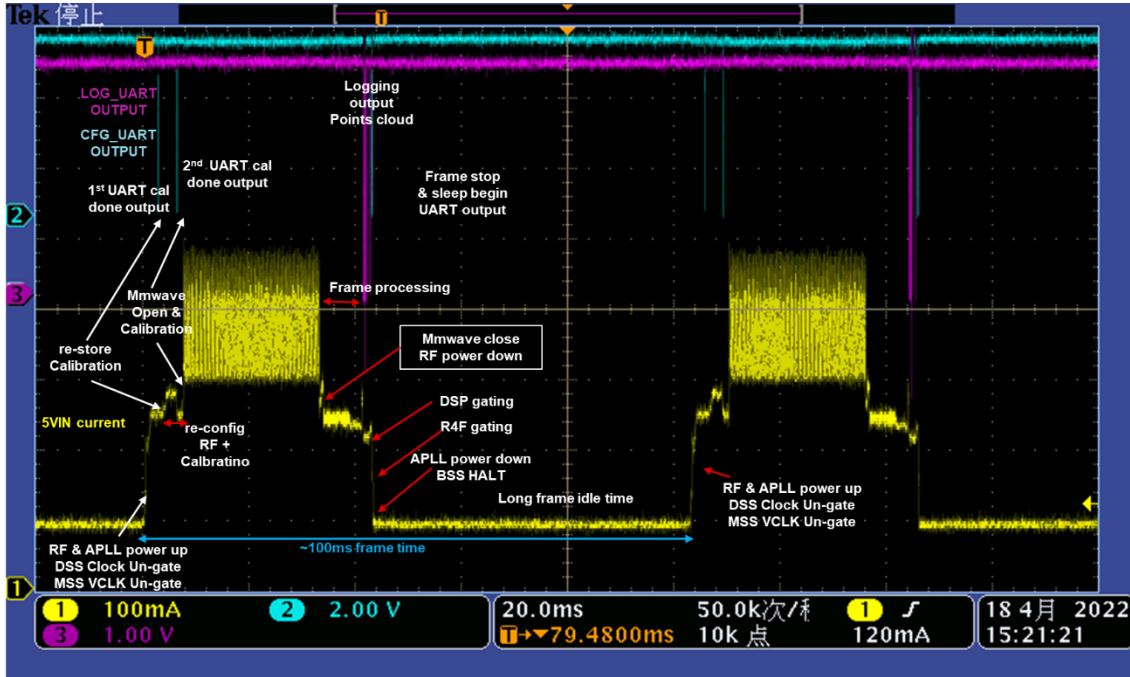 Tek 停止
T
T
LOG_UART
OUTPUT
CFG_UART
OUTPUT
Logging
output
Points cloud
2nd UART cal
done output
1st UART cal
done output
Frame stop
& sleep begin
UART output
2
3
Frame processing
Mmwave
Open &
Calibration
Mmwave close
RF power down
re-store
Calibration
DSP gating
5VIN current
re-config
RF +
Calbratino
R4F gating
APLL power down
BSS HALT
Long frame idle time
RF & APLL power up
DSS Clock Un-gate
MSS VCLK Un-gate
~100ms frame time
RF & APLL power up
DSS Clock Un-gate
MSS VCLK Un-gate
1
1 100mA 2 2.00 V
3 1.00 V
20.0ms 50.0k次/
T→▼79.4800ms 10k 点
1 120mA
18 4月 2022
15:21:21